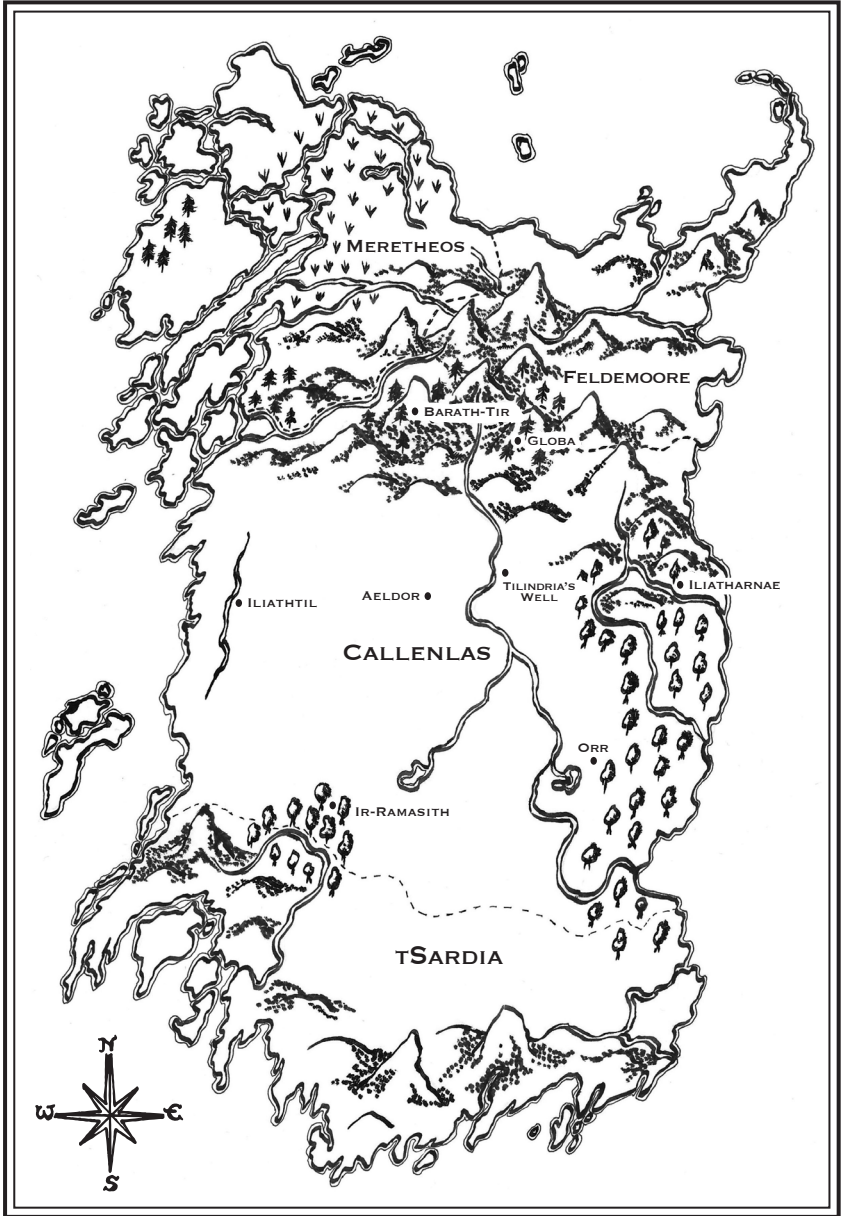 Meretheos
Feldemoore
Barath-Tir
Globa
Tilindria's
Well
Iliatharnae
Iliathtil
Aeldor
Callenlas
Orr
Ir-Ramasith
tSardia
N
W E
S